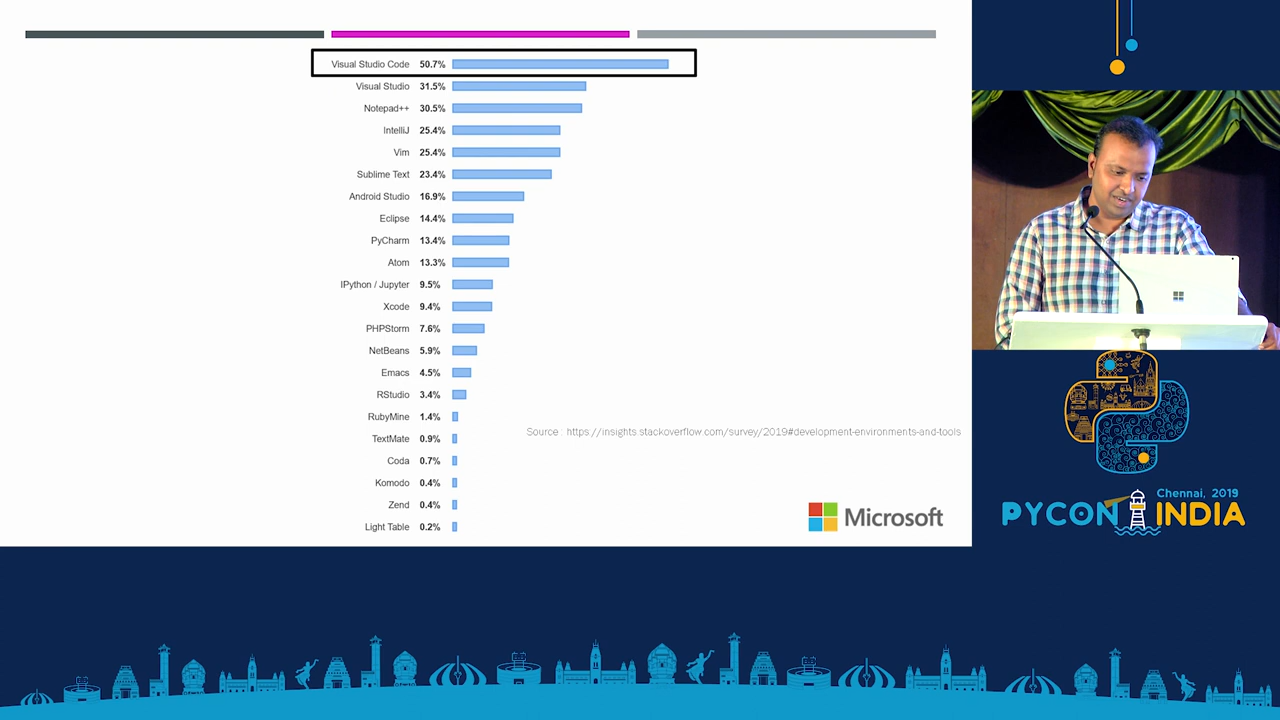 Visual Studio Code 50.7%
Visual Studio 31.5%
Notepad++ 30.5%
IntelliJ 25.4%
Vim 25.4%
Sublime Text 23.4%
Android Studio 16.9%
Eclipse 14.4%
PyCharm 13.4%
Atom 13.3%
IPython / Jupyter 9.5%
Xcode 9.4%
PHPStorm 7.6%
NetBeans 5.9%
Emacs 4.5%
RStudio 3.4%
RubyMine 1.4%
TextMate 0.9%
Coda 0.7%
Komodo 0.4%
Zend 0.4%
Light Table 0.2%
Source : https://insights.stackoverflow.com/survey/2019#development-environments-and-tools
Microsoft
Chennai, 2019
PYCON INDIA